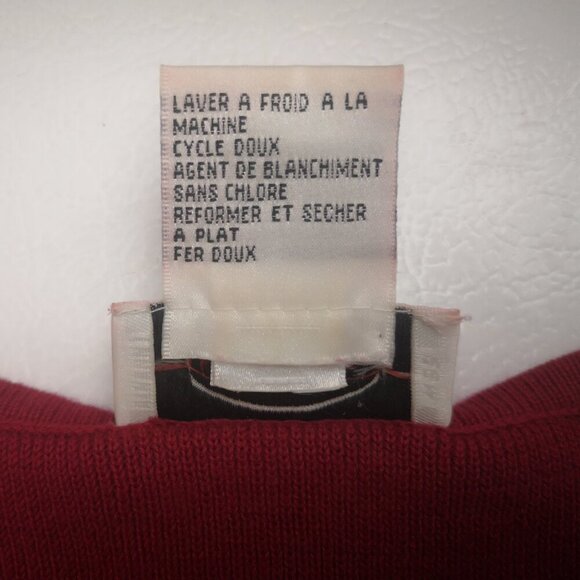 LAVER A FROID A LA
MACHINE
CYCLE DOUX
AGENT DE BLANCHIMENT
SANS CHLORE
REFORMER ET SECHER
A PLAT
FER DOUX